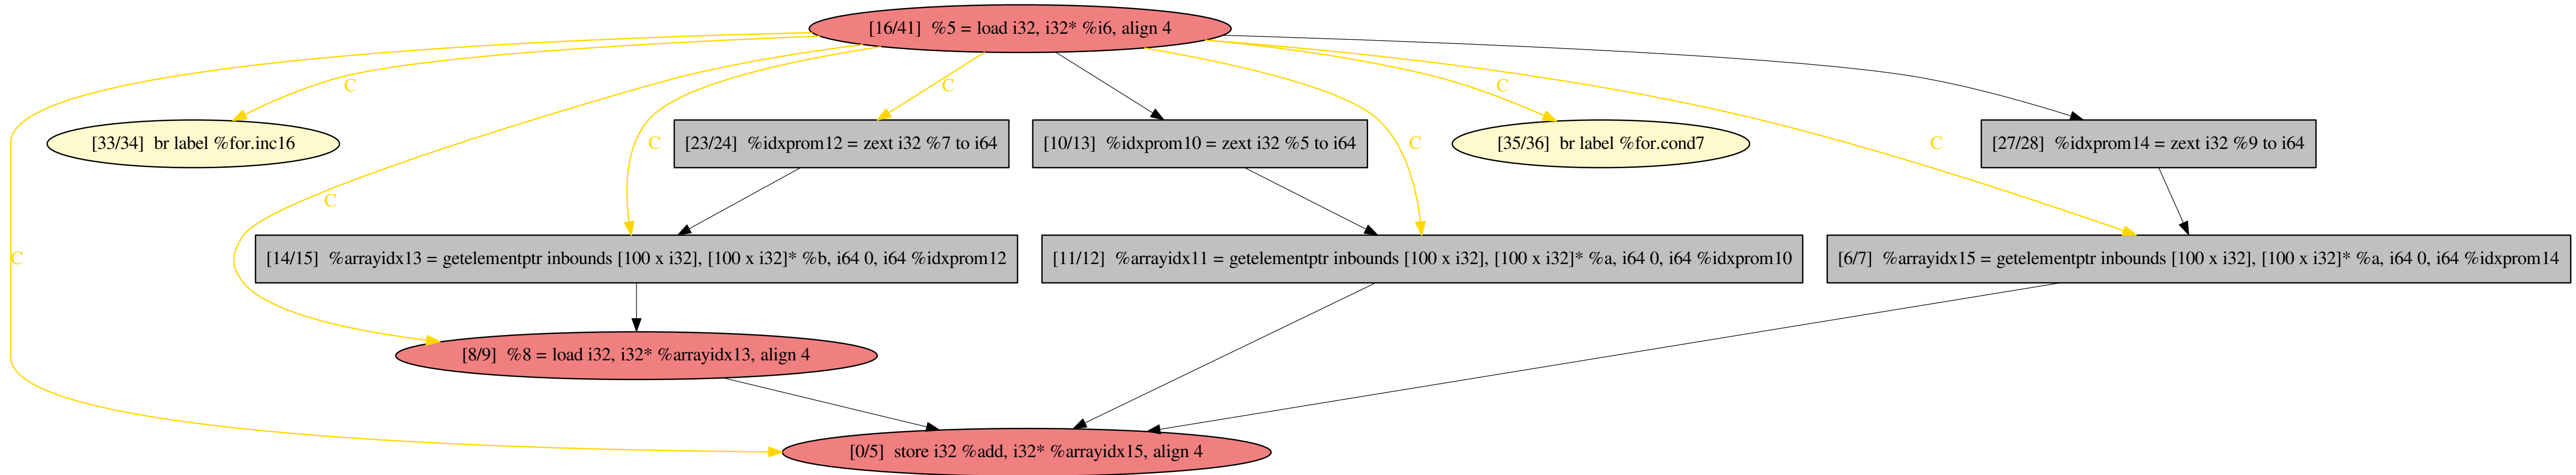 [16/41] %5 = load i32, i32* %i6, align 4
C
C
C
[33/34] br label %for.inc16
C
[23/24] %idxprom12 = zext i32 %7 to i64
[10/13] %idxprom10 = zext i32 %5 to i64
C
[35/36] br label %for.cond7
C
[27/28] %idxprom14 = zext i32 %9 to i64
C
C
[14/15] %arrayidx13 = getelementptr inbounds [100 x i32], [100 x i32]* %b, i64 0, i64 %idxprom12
[11/12] %arrayidx11 = getelementptr inbounds [100 x i32], [100 x i32]* %a, i64 0, i64 %idxprom10
[6/7] %arrayidx15 = getelementptr inbounds [100 x i32], [100 x i32]* %a, i64 0, i64 %idxprom14
[8/9] %8 = load i32, i32* %arrayidx13, align 4
[0/5] store i32 %add, i32* %arrayidx15, align 4